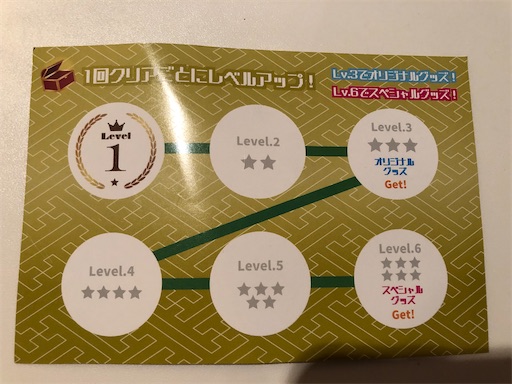 1回クリアごとにレベルアップ！
Lv.3でオリジナルグッズ！
Lv.6でスペシャルグッズ！
Level
1
Level.2
Level.3
オリジナル
グッズ
Get!
Level.4
Level.5
Level.6
スペシャル
グッズ
Get!